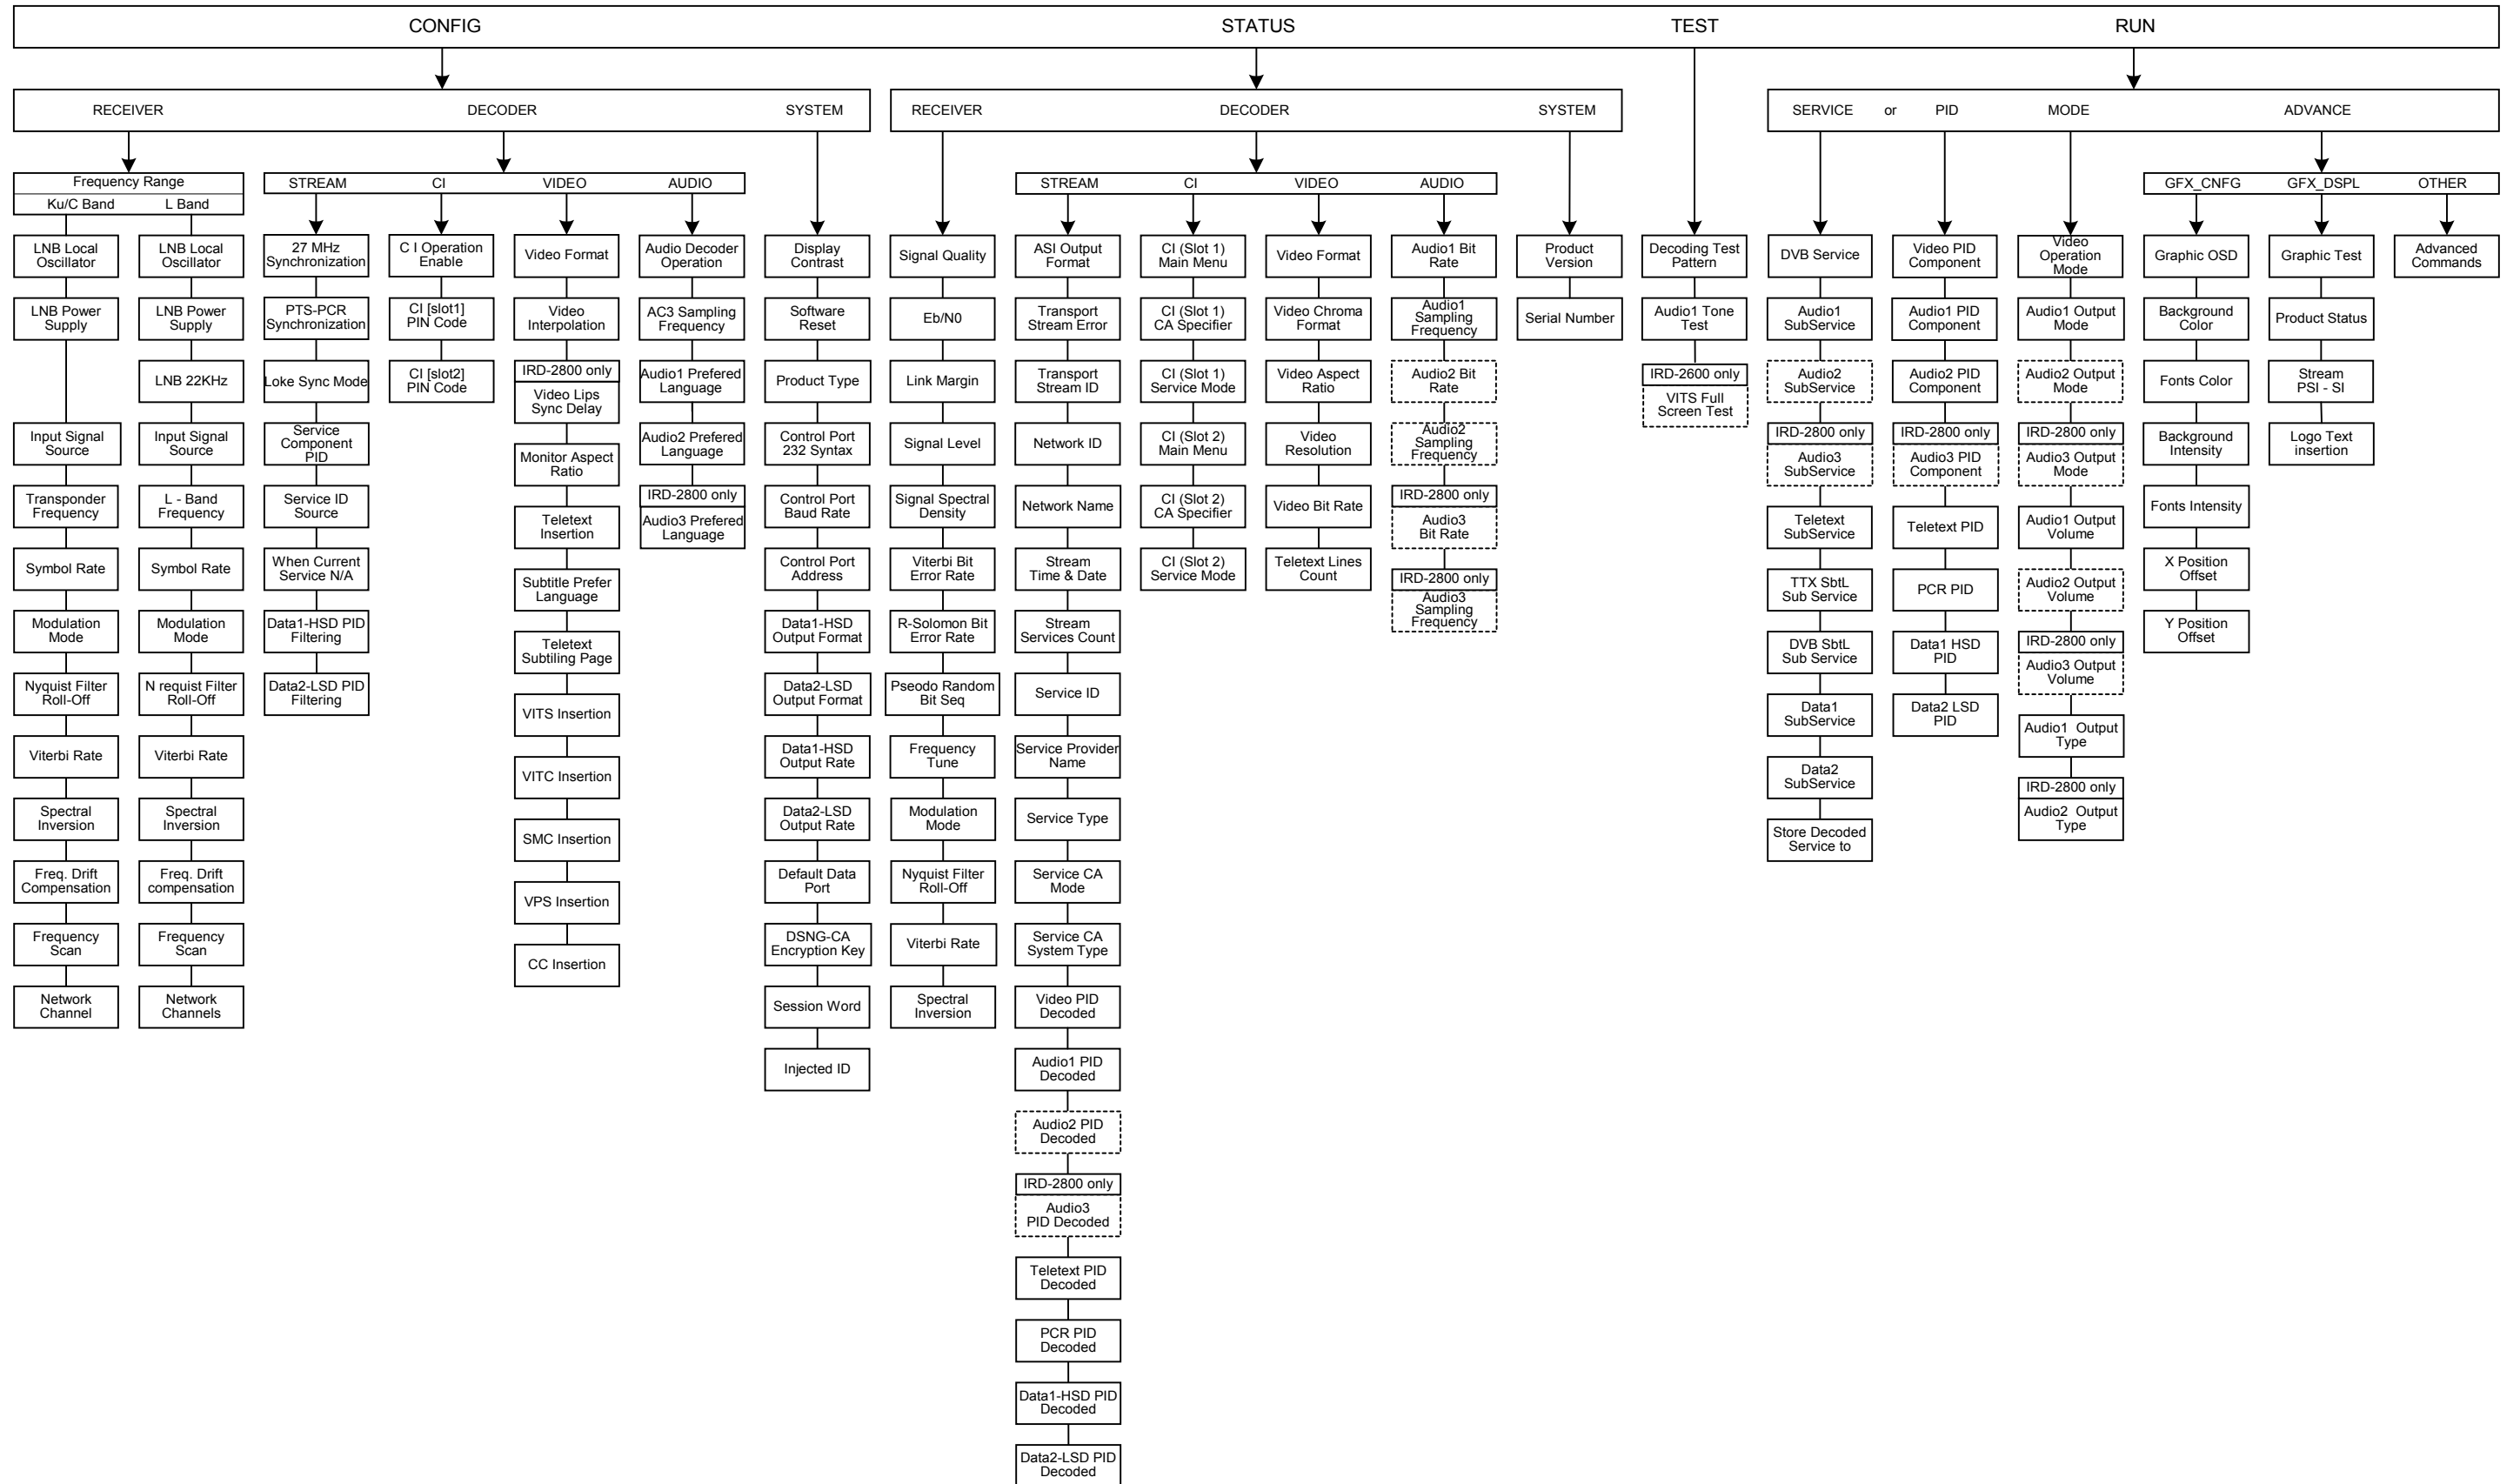 CONFIG
STATUS
TEST
RUN
RECEIVER
DECODER
SYSTEM
RECEIVER
DECODER
SYSTEM
SERVICE
or
PID
MODE
ADVANCE
Frequency Range
Ku/C Band
L Band
STREAM
CI
VIDEO
AUDIO
STREAM
CI
VIDEO
AUDIO
GFX_CNFG
GFX_DSPL
OTHER
LNB Local
Oscillator
LNB Power
Supply
Input Signal
Source
Transponder
Frequency
Symbol Rate
Modulation
Mode
Nyquist Filter
Roll-Off
Viterbi Rate
Spectral
Inversion
Freq. Drift
Compensation
Frequency
Scan
Network
Channel
LNB Local
Oscillator
LNB Power
Supply
LNB 22KHz
Input Signal
Source
L - Band
Frequency
Symbol Rate
Modulation
Mode
N requist Filter
Roll-Off
Viterbi Rate
Spectral
Inversion
Freq. Drift
compensation
Frequency
Scan
Network
Channels
27 MHz
Synchronization
PTS-PCR
Synchronization
Loke Sync Mode
Service
Component
PID
Service ID
Source
When Current
Service N/A
Data1-HSD PID
Filtering
Data2-LSD PID
Filtering
C I Operation
Enable
CI [slot1]
PIN Code
CI [slot2]
PIN Code
Video Format
Video
Interpolation
IRD-2800 only
Video Lips
Sync Delay
Monitor Aspect
Ratio
Teletext
Insertion
Subtitle Prefer
Language
Teletext
Subtiling Page
VITS Insertion
VITC Insertion
SMC Insertion
VPS Insertion
CC Insertion
Audio Decoder
Operation
AC3 Sampling
Frequency
Audio1 Prefered
Language
Audio2 Prefered
Language
IRD-2800 only
Audio3 Prefered
Language
Display
Contrast
Software
Reset
Product Type
Control Port
232 Syntax
Control Port
Baud Rate
Control Port
Address
Data1-HSD
Output Format
Data2-LSD
Output Format
Data1-HSD
Output Rate
Data2-LSD
Output Rate
Default Data
Port
DSNG-CA
Encryption Key
Session Word
Injected ID
Signal Quality
Eb/N0
Link Margin
Signal Level
Signal Spectral
Density
Viterbi Bit
Error Rate
R-Solomon Bit
Error Rate
Pseodo Random
Bit Seq
Frequency
Tune
Modulation
Mode
Nyquist Filter
Roll-Off
Viterbi Rate
Spectral
Inversion
ASI Output
Format
Transport
Stream Error
Transport
Stream ID
Network ID
Network Name
Stream
Time & Date
Stream
Services Count
Service ID
Service Provider
Name
Service Type
Service CA
Mode
Service CA
System Type
Video PID
Decoded
Audio1 PID
Decoded
Audio2 PID
Decoded
IRD-2800 only
Audio3
PID Decoded
Teletext PID
Decoded
PCR PID
Decoded
Data1-HSD PID
Decoded
Data2-LSD PID
Decoded
CI (Slot 1)
Main Menu
CI (Slot 1)
CA Specifier
CI (Slot 1)
Service Mode
CI (Slot 2)
Main Menu
CI (Slot 2)
CA Specifier
CI (Slot 2)
Service Mode
Video Format
Video Chroma
Format
Video Aspect
Ratio
Video
Resolution
Video Bit Rate
Teletext Lines
Count
Audio1 Bit
Rate
Audio1
Sampling
Frequency
Audio2 Bit
Rate
Audio2
Sampling
Frequency
IRD-2800 only
Audio3
Bit Rate
IRD-2800 only
Audio3
Sampling
Frequency
Product
Version
Serial Number
Decoding Test
Pattern
Audio1 Tone
Test
IRD-2600 only
VITS Full
Screen Test
DVB Service
Audio1
SubService
Audio2
SubService
IRD-2800 only
Audio3
SubService
Teletext
SubService
TTX SbtL
Sub Service
DVB SbtL
Sub Service
Data1
SubService
Data2
SubService
Store Decoded
Service to
Video PID
Component
Audio1 PID
Component
Audio2 PID
Component
IRD-2800 only
Audio3 PID
Component
Teletext PID
PCR PID
Data1 HSD
PID
Data2 LSD
PID
Video
Operation
Mode
Audio1 Output
Mode
Audio2 Output
Mode
IRD-2800 only
Audio3 Output
Mode
Audio1 Output
Volume
Audio2 Output
Volume
IRD-2800 only
Audio3 Output
Volume
Audio1 Output
Type
IRD-2800 only
Audio2 Output
Type
Graphic OSD
Background
Color
Fonts Color
Background
Intensity
Fonts Intensity
X Position
Offset
Y Position
Offset
Graphic Test
Product Status
Stream
PSI - SI
Logo Text
insertion
Advanced
Commands